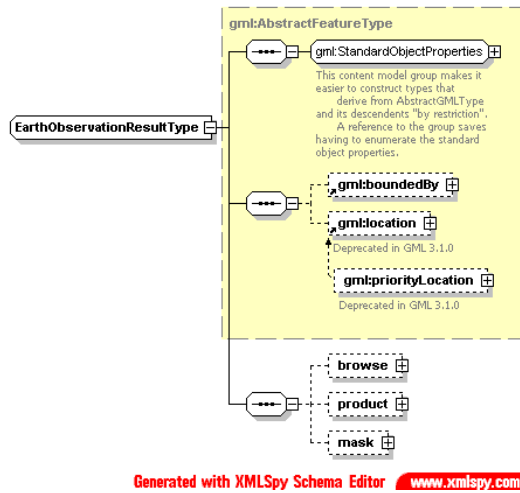 gml:AbstractFeatureType
gml:StandardObjectProperties
This content model group makes it
easier to construct types that
derive from AbstractGMLType
and its descendents "by restriction".
A reference to the group saves
having to enumerate the standard
object properties.
EarthObservationResultType
gml:boundedBy
gml:location
Deprecated in GML 3.1.0
gml:priorityLocation
Deprecated in GML 3.1.0
browse
product
mask
Generated with XMLSpy Schema Editor www.xmlspy.com